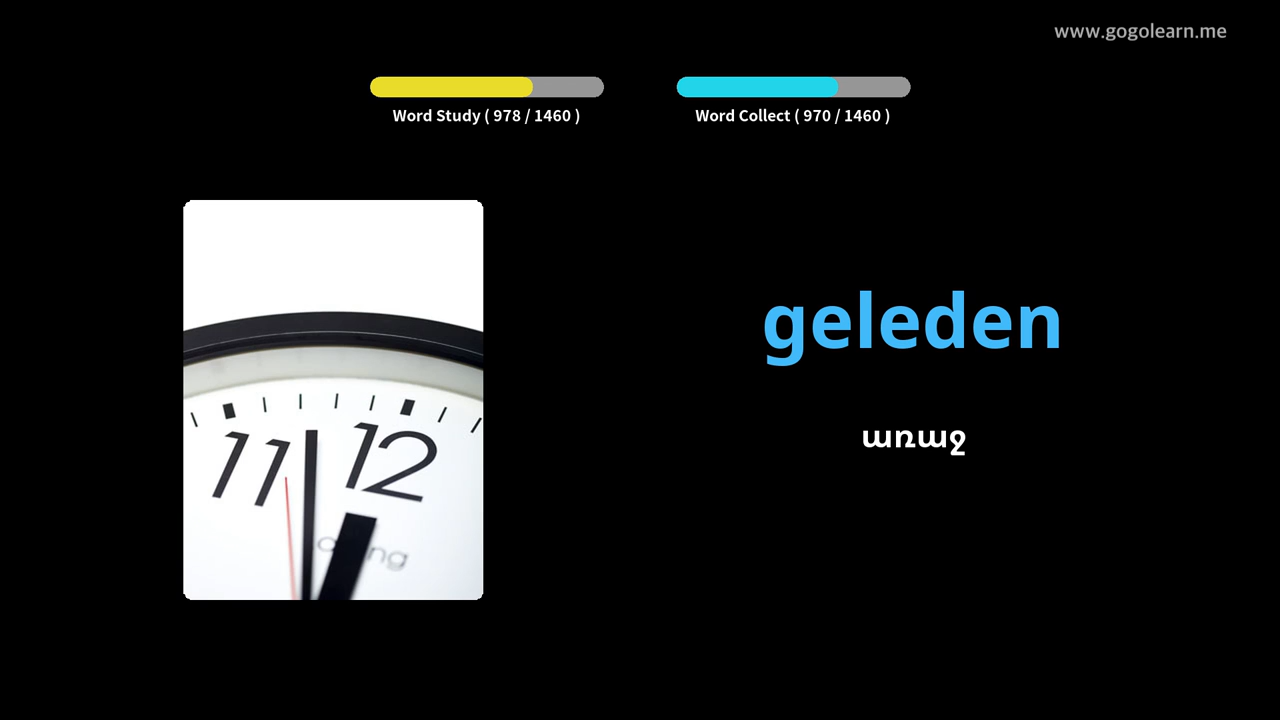 www.gogolearn.me
Word Study ( 978 / 1460 )
Word Collect ( 970 / 1460 )
geleden
առաջ
11 12